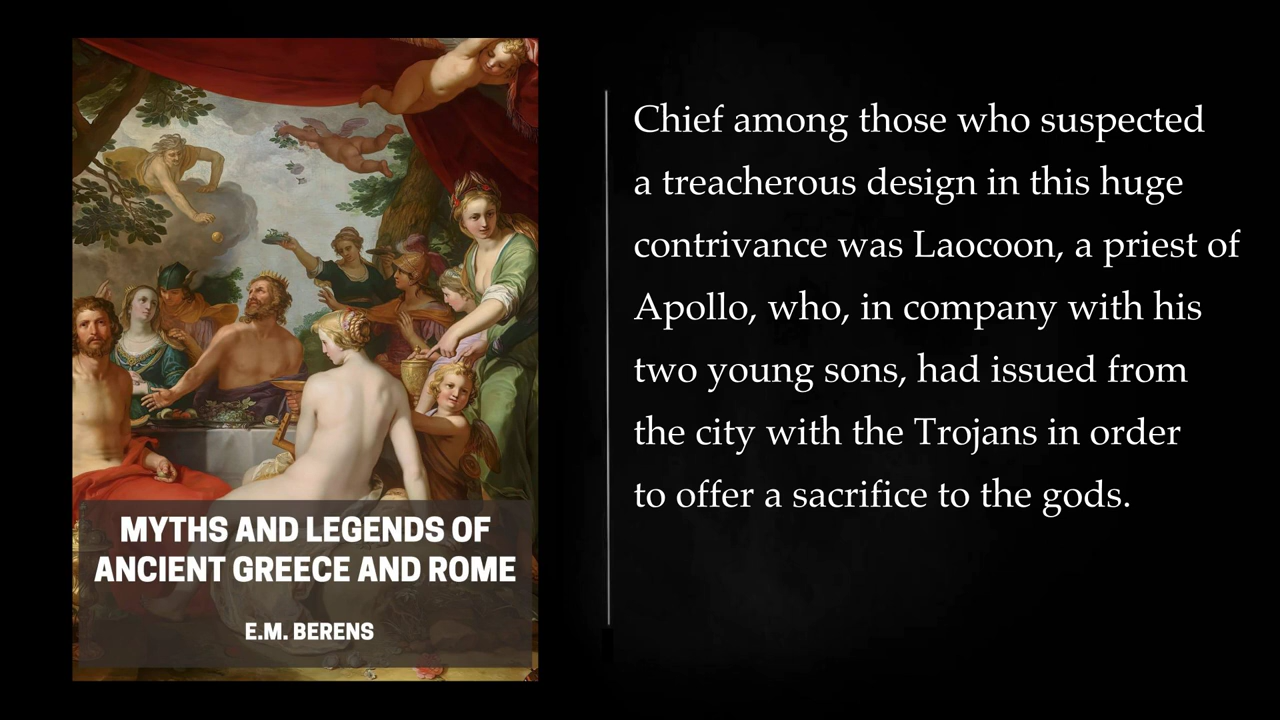 MYTHS AND LEGENDS OF
ANCIENT GREECE AND ROME
E.M. BERENS
Chief among those who suspected
a treacherous design in this huge
contrivance was Laocoon, a priest of
Apollo, who, in company with his
two young sons, had issued from
the city with the Trojans in order
to offer a sacrifice to the gods.